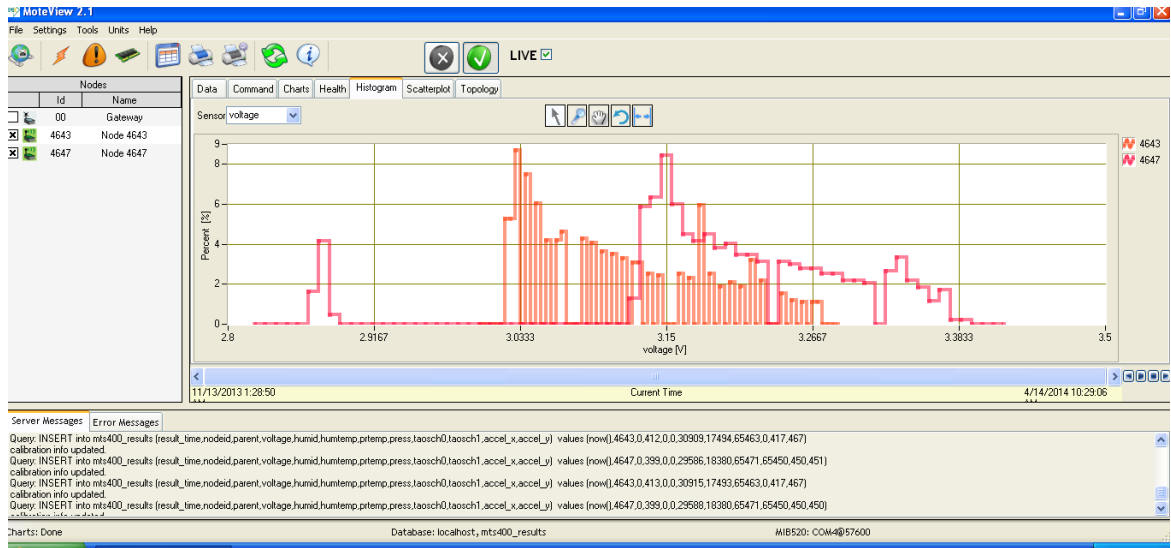 MoteView 2.1
File Settings Tools Units Help
LIVE
Nodes
Id Name
00 Gateway
4643 Node 4643
4647 Node 4647
Data Command Charts Health Histogram Scatterplot Topology
Sensor voltage
9
8
6
4
2
0
Percent [%]
2.8 2.9167 3.0333 3.15 3.2667 3.3833 3.5
voltage [V]
4643
4647
11/13/2013 1:28:50 Current Time 4/14/2014 10:29:06
Server Messages Error Messages
Query: INSERT into mts400_results (result_time,nodeid,parent,voltage,humid,humtemp,prtemp,press,taosch0,taosch1,accel_x,accel_y) values (now(),4643,0,412,0,0,30909,17494,65463,0,417,467)
calibration info updated.
Query: INSERT into mts400_results (result_time,nodeid,parent,voltage,humid,humtemp,prtemp,press,taosch0,taosch1,accel_x,accel_y) values (now(),4647,0,399,0,0,29586,18380,65471,65450,450,451)
calibration info updated.
Query: INSERT into mts400_results (result_time,nodeid,parent,voltage,humid,humtemp,prtemp,press,taosch0,taosch1,accel_x,accel_y) values (now(),4643,0,413,0,0,30915,17493,65463,0,417,467)
calibration info updated.
Query: INSERT into mts400_results (result_time,nodeid,parent,voltage,humid,humtemp,prtemp,press,taosch0,taosch1,accel_x,accel_y) values (now(),4647,0,399,0,0,29588,18380,65471,65450,450,450)
Charts: Done Database: localhost, mts400_results MIB520: COM4@57600